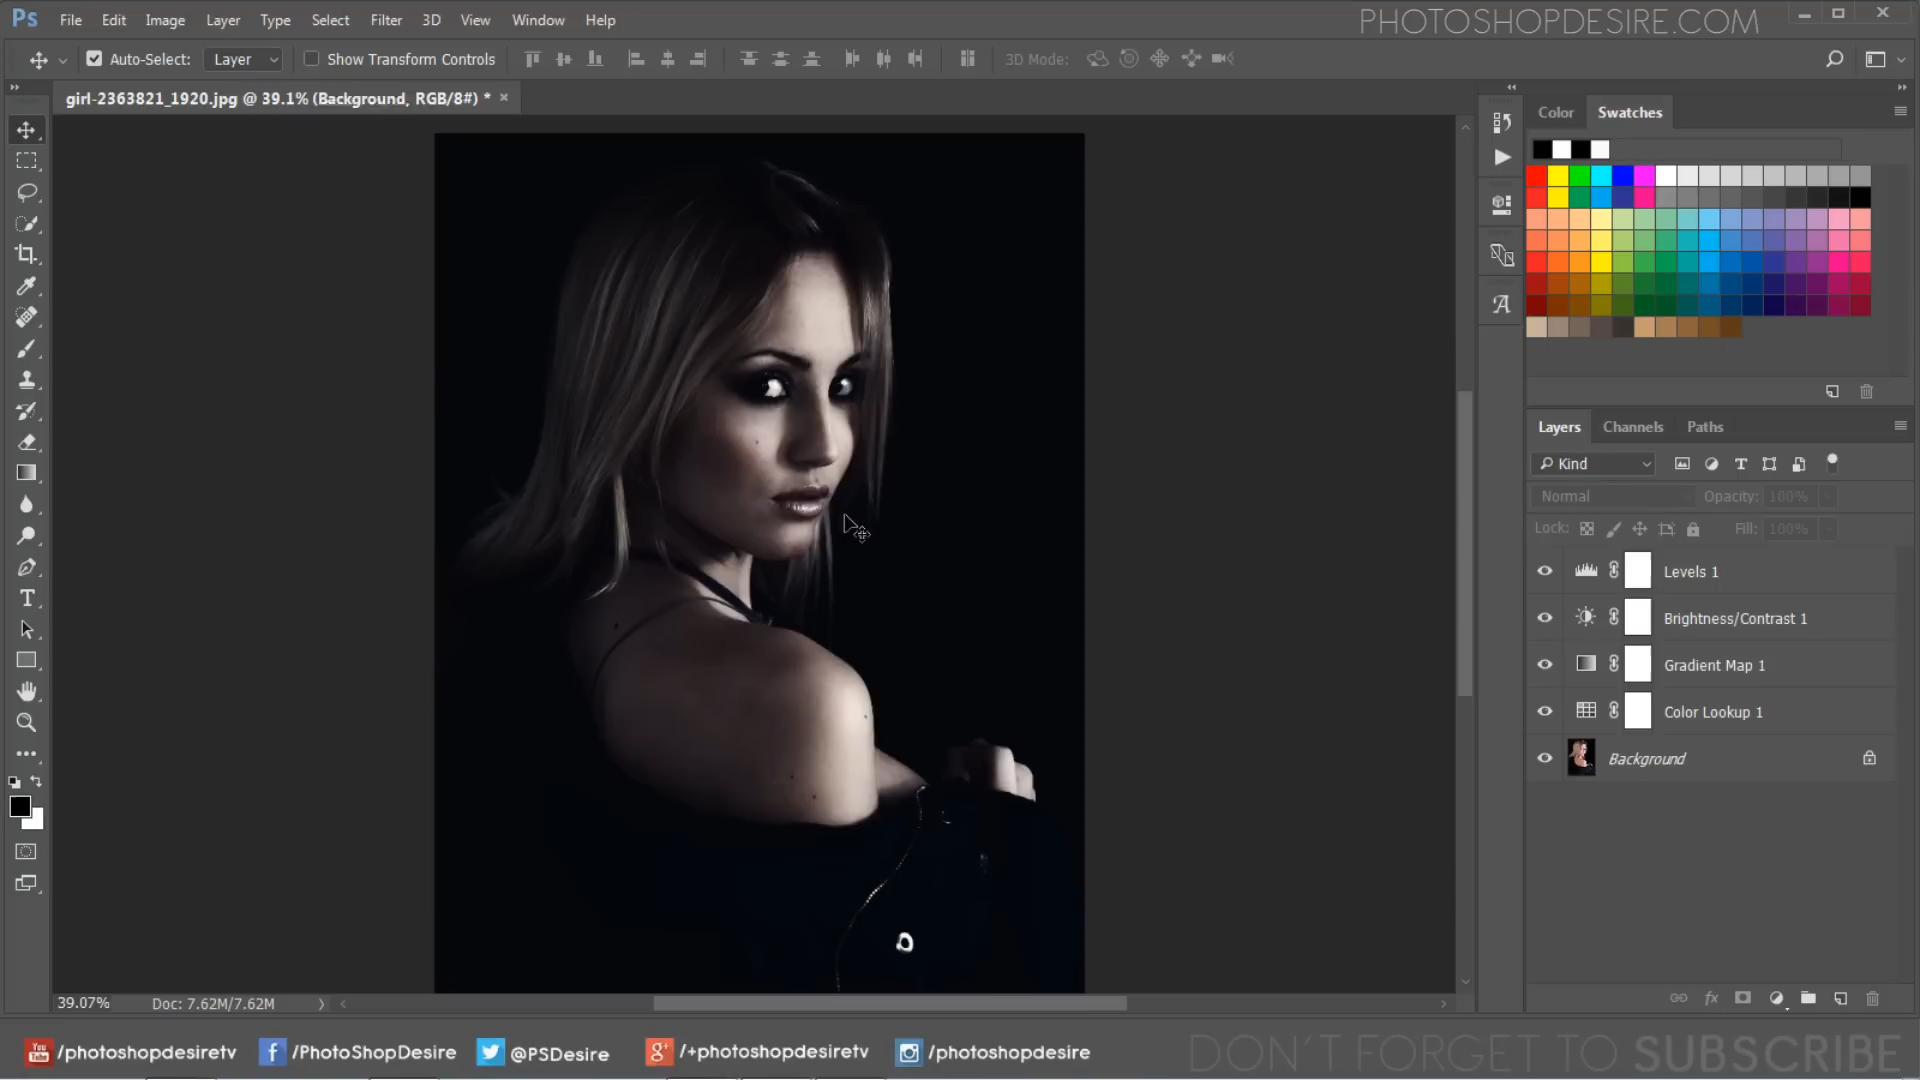 Ps File Edit Image Layer Type Select Filter 3D View Window Help
PHOTOSHOPDESIRE.COM
Auto-Select: Layer Show Transform Controls 3D Mode:
girl-2363821_1920.jpg @ 39.1% (Background, RGB/8#) * ×
Color Swatches
Layers Channels Paths
Kind
Normal Opacity: 100%
Lock: Fill: 100%
Levels 1
Brightness/Contrast 1
Gradient Map 1
Color Lookup 1
Background
39.07% Doc: 7.62M/7.62M
You Tube /photoshopdesiretv /PhotoShopDesire @PSDesire /+photoshopdesiretv /photoshopdesire
DON'T FORGET TO SUBSCRIBE